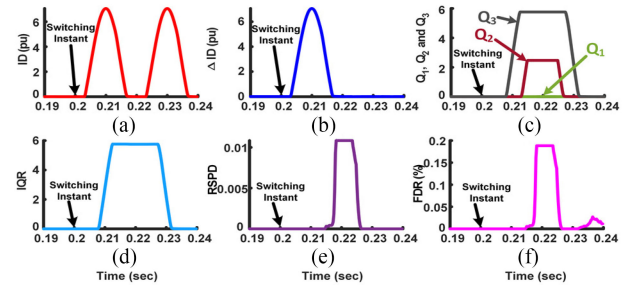 ID (pu)
6
4
2
0
Switching
Instant
0.19 0.2 0.21 0.22 0.23 0.24
(a)
Δ ID (pu)
6
4
2
0
Switching
Instant
0.19 0.2 0.21 0.22 0.23 0.24
(b)
Q1, Q2 and Q3
6
4
2
0
Q3
Q2
Q1
Switching
Instant
0.19 0.2 0.21 0.22 0.23 0.24
(c)
IQR
6
4
2
0
Switching
Instant
0.19 0.2 0.21 0.22 0.23 0.24
(d)
Time (sec)
RSPD
0.01
0.005
0
Switching
Instant
0.19 0.2 0.21 0.22 0.23 0.24
(e)
Time (sec)
FDR (%)
0.2
0.15
0.1
0.05
0
Switching
Instant
0.19 0.2 0.21 0.22 0.23 0.24
(f)
Time (sec)